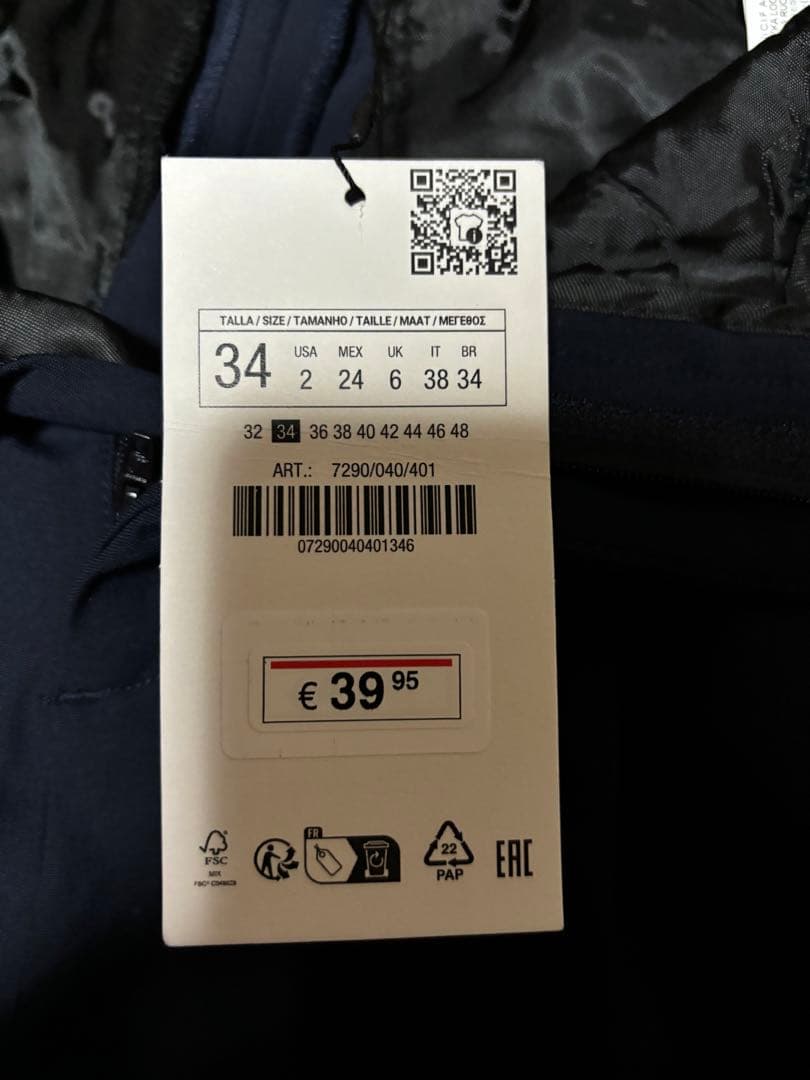 TALLA / SIZE / TAMANHO / TAILLE / MAAT / ΜΕΓΕΘΟΣ
34 USA 2 MEX 24 UK 6 IT 38 BR 34
32 34 36 38 40 42 44 46 48
ART.: 7290/040/401
07290040401346
€ 39 95
FR
FSC
MIX
22
PAP
EAC